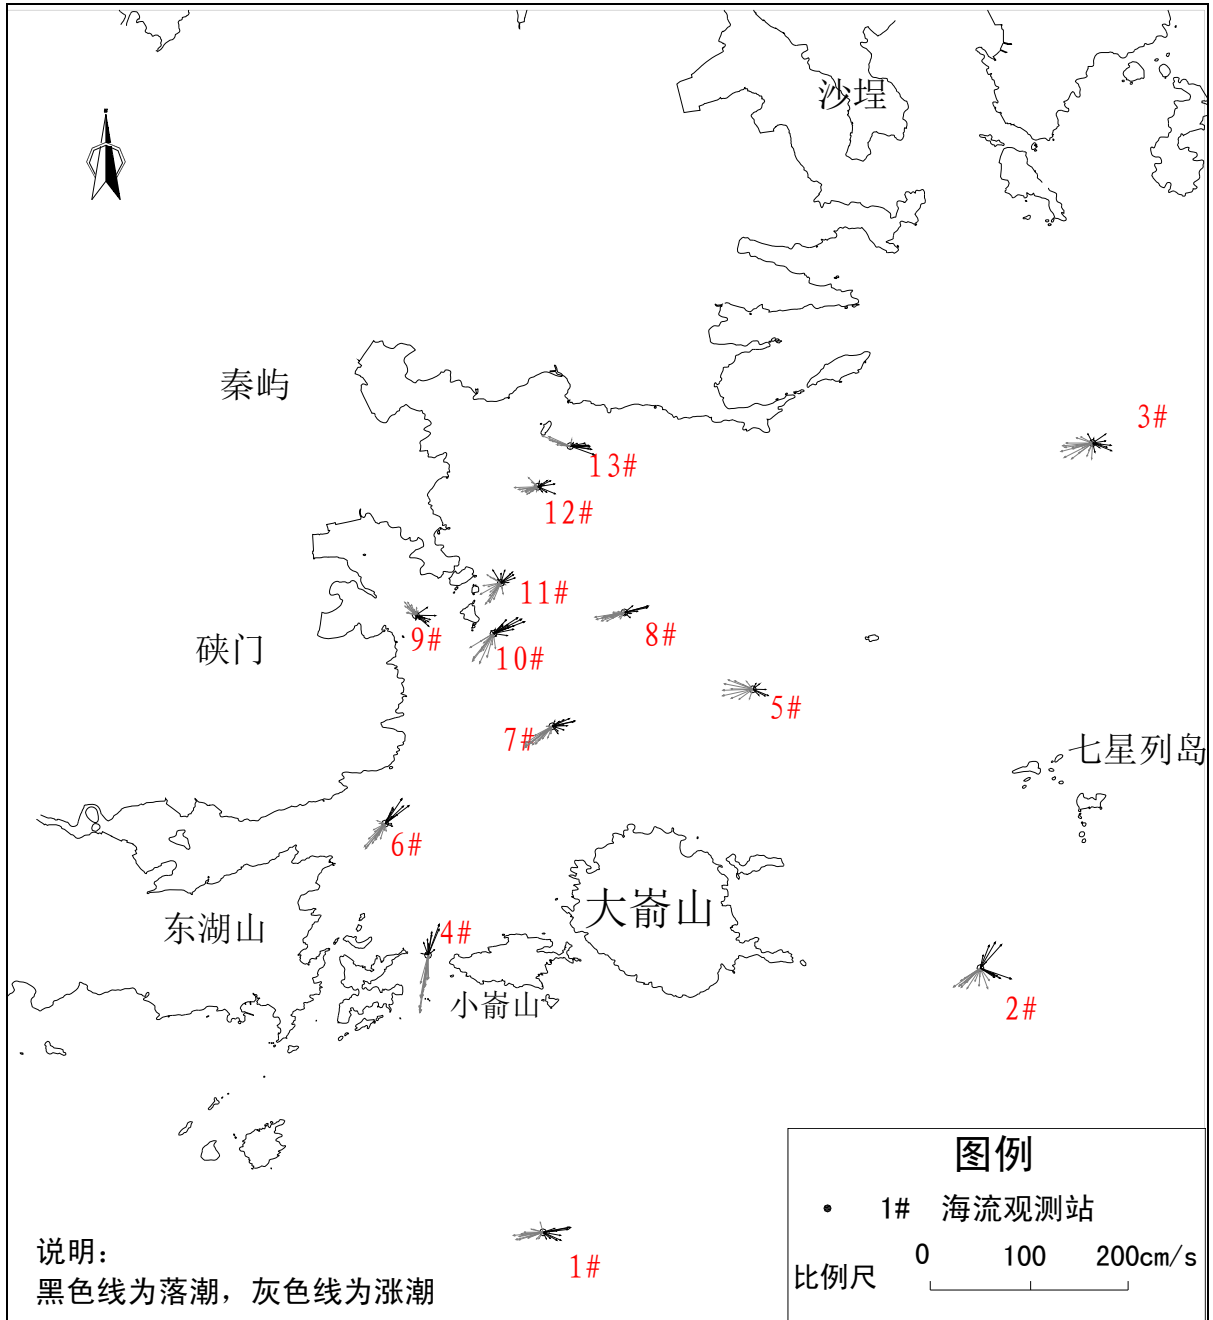 沙埕
秦屿
3#
13#
12#
11#
9#
8#
10#
硖门
5#
7#
七星列岛
6#
大嵛山
东湖山
4#
小嵛山
2#
图例
1# 海流观测站
0 100 200cm/s
比例尺
1#
说明:
黑色线为落潮，灰色线为涨潮